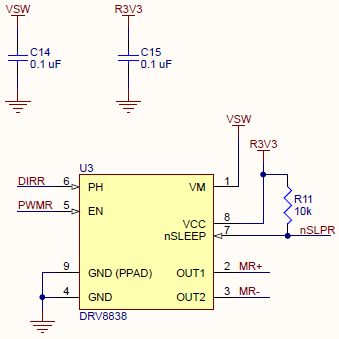 VSW
R3V3
C14
0.1 uF
C15
0.1 uF
VSW
R3V3
U3
DIRR
6
PH
VM
1
R11
10k
PWMR
5
EN
VCC
8
nSLEEP
7
nSLPR
9
GND (PPAD)
OUT1
2
MR+
4
GND
OUT2
3
MR-
DRV8838